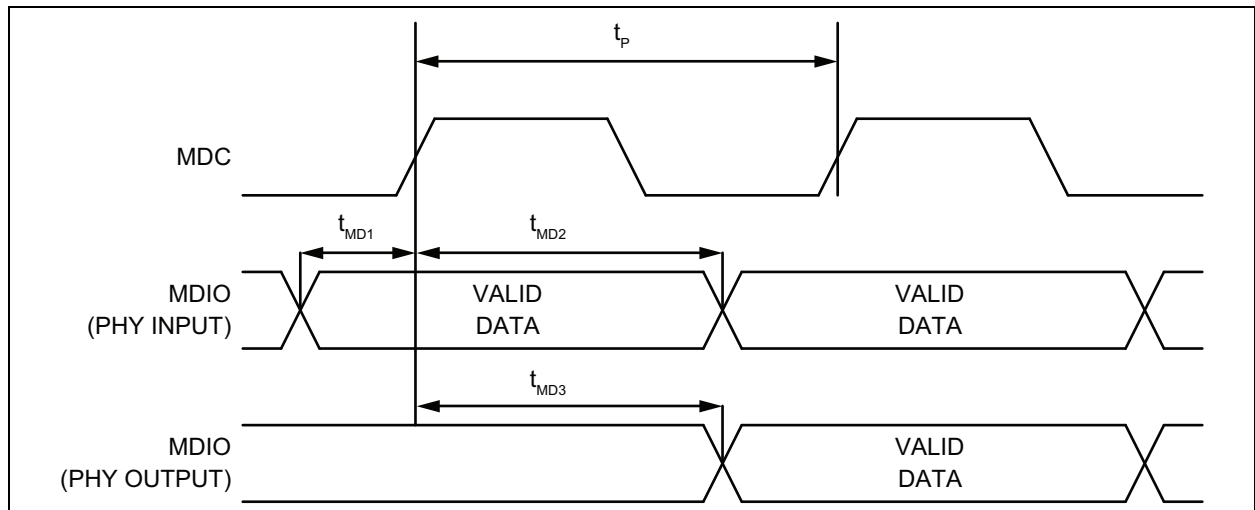 tP
MDC
tMD1
tMD2
MDIO
(PHY INPUT)
VALID
DATA
VALID
DATA
tMD3
MDIO
(PHY OUTPUT)
VALID
DATA